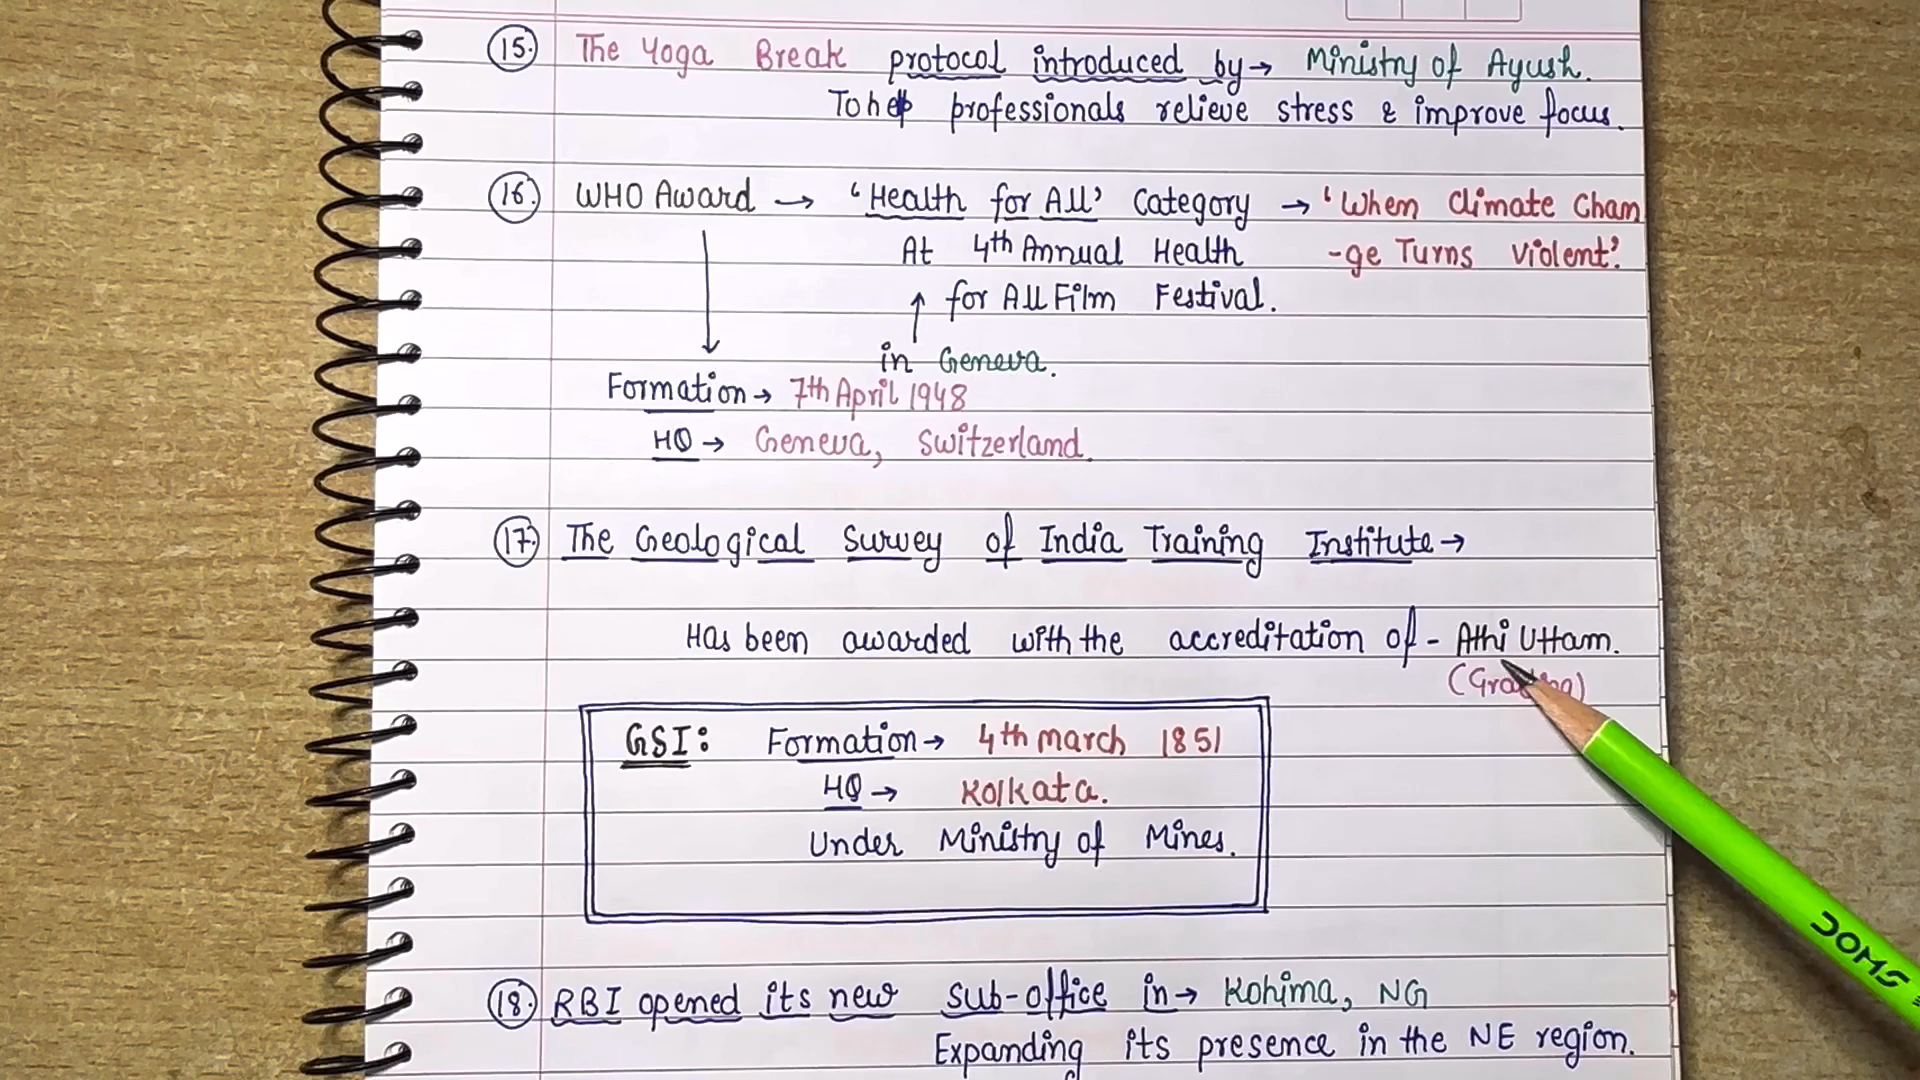 15. The Yoga Break protocol introduced by → Ministry of Ayush.
To help professionals relieve stress & improve focus.
16. WHO Award → 'Health for All' Category → 'When Climate Cham
At 4th Annual Health -ge Turns Violent'.
for All Film Festival.
in Geneva.
Formation → 7th April 1948
HQ → Geneva, Switzerland.
17. The Geological Survey of India Training Institute →
Has been awarded with the accreditation of - Athi Uttam.
GSI: Formation → 4th march 1851
HQ → Kolkata.
Under Ministry of Mines.
18. RBI opened its new sub-office in → Kohima, NG
Expanding its presence in the NE region.
DOMS